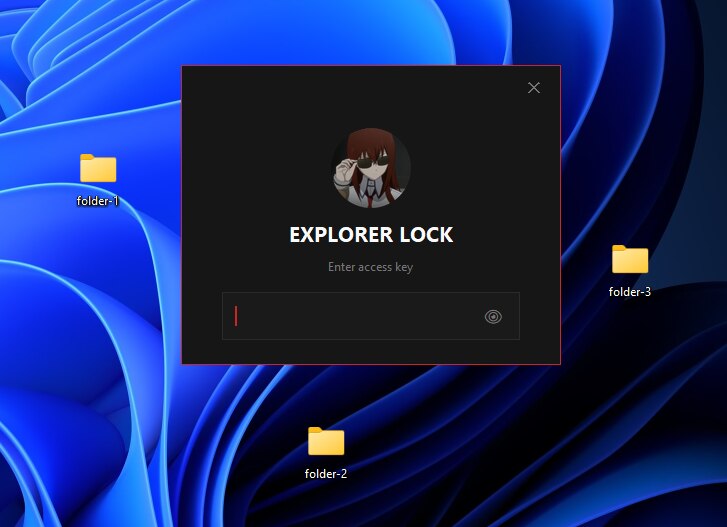 folder-1
EXPLORER LOCK
Enter access key
folder-3
folder-2